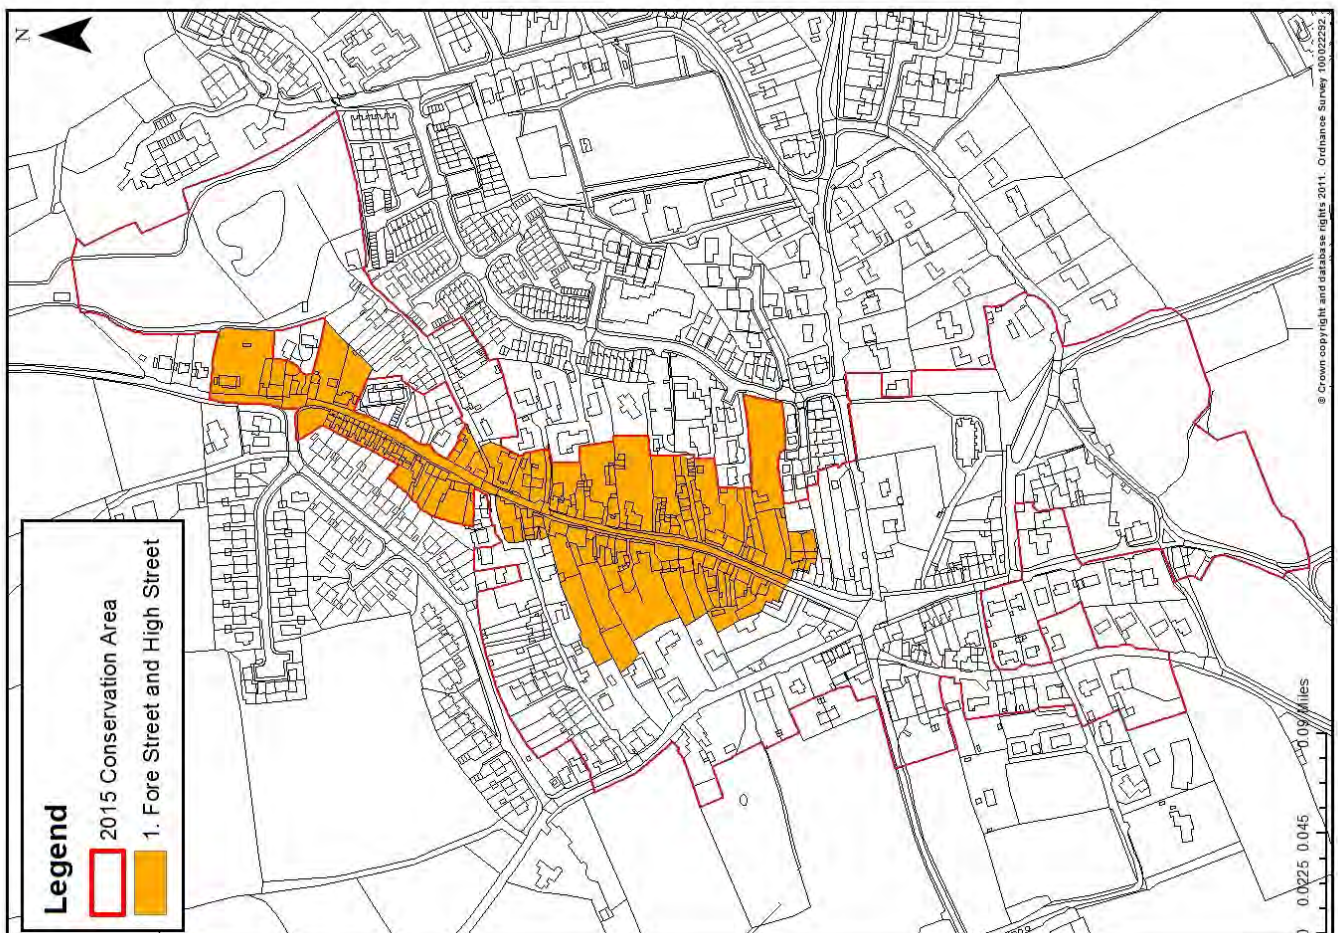 N
Legend
2015 Conservation Area
1. Fore Street and High Street
0.0225 0.045
0.09 Miles
© Crown copyright and database rights 2011. Ordnance Survey 100022292.